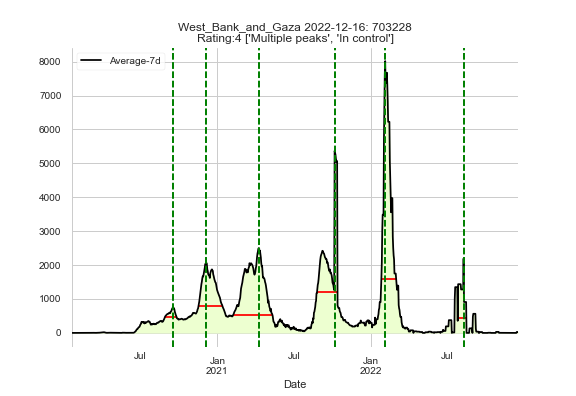 West_Bank_and_Gaza 2022-12-16: 703228
Rating:4 ['Multiple peaks', 'In control']
Average-7d
8000
7000
6000
5000
4000
3000
2000
1000
0
Jul
Jan
2021
Jul
Jan
2022
Jul
Date